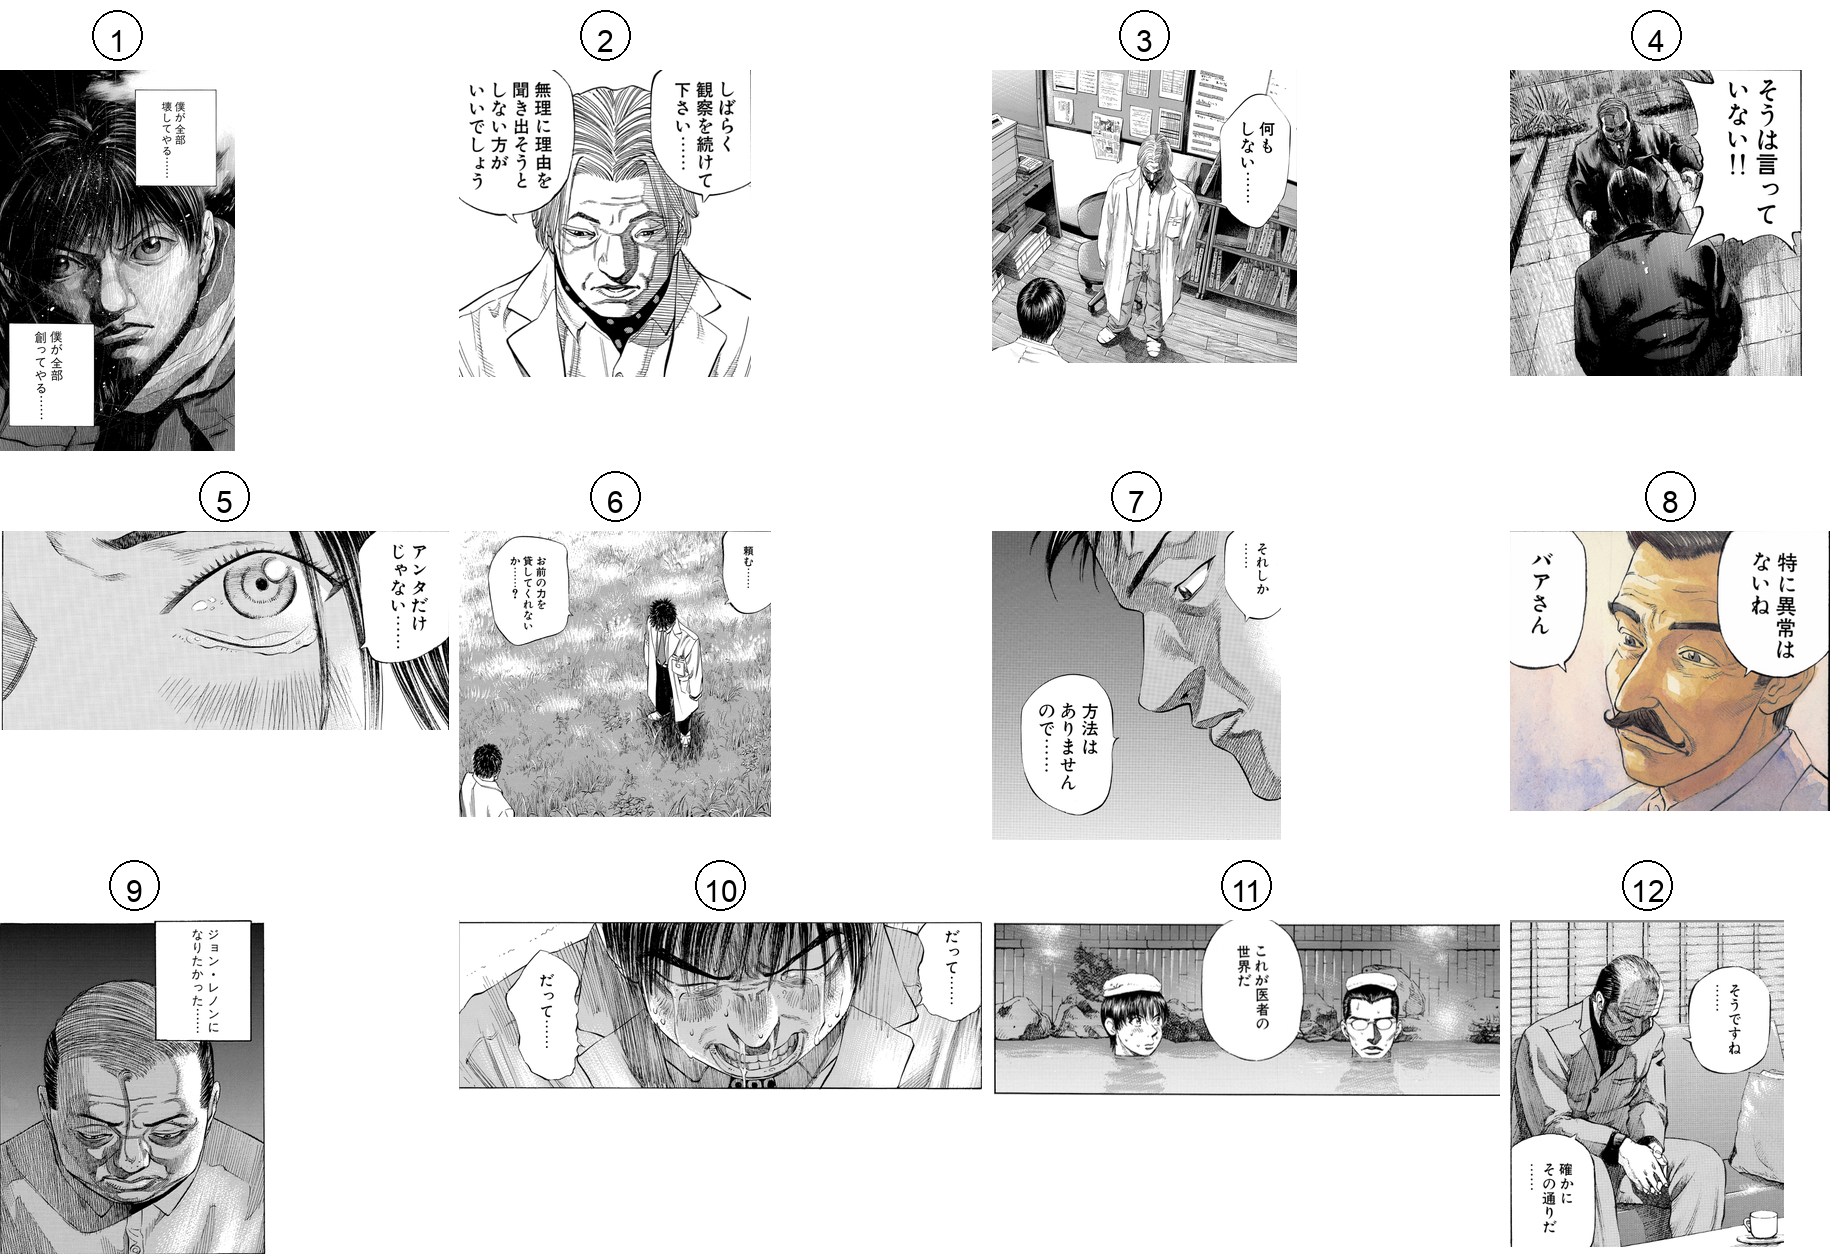 1
僕が全部
壊してやる……
僕が全部
創ってやる……
2
しばらく
観察を続けて
下さい……
無理に理由を
聞き出そうと
しない方が
いいでしょう
3
何も
しない……
4
そうは言って
いない!!
5
アンタだけ
じゃない……
6
頼む……
お前の力を
貸してくれない
か……?
7
それしか
……
方法は
ありません
ので……
8
特に異常は
ないね
バアさん
9
ジョン・レノンに
なりたかった……
10
だって……
だって……
11
これが医者の
世界だ
12
そうですね
……
確かに
その通りだ
……